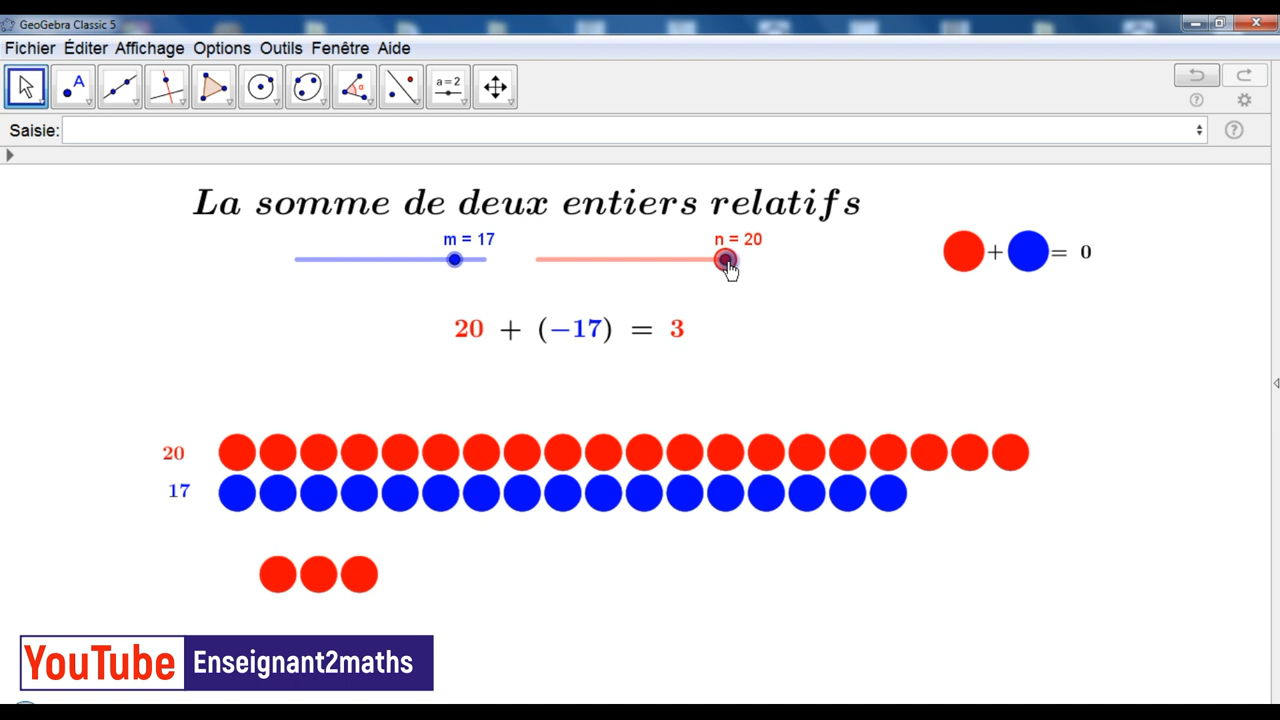 GeoGebra Classic 5
Fichier Éditer Affichage Options Outils Fenêtre Aide
A
α
a=2
Saisie:
La somme de deux entiers relatifs
m = 17
n = 20
+ = 0
20 + (−17) = 3
20
17
YouTube Enseignant2maths